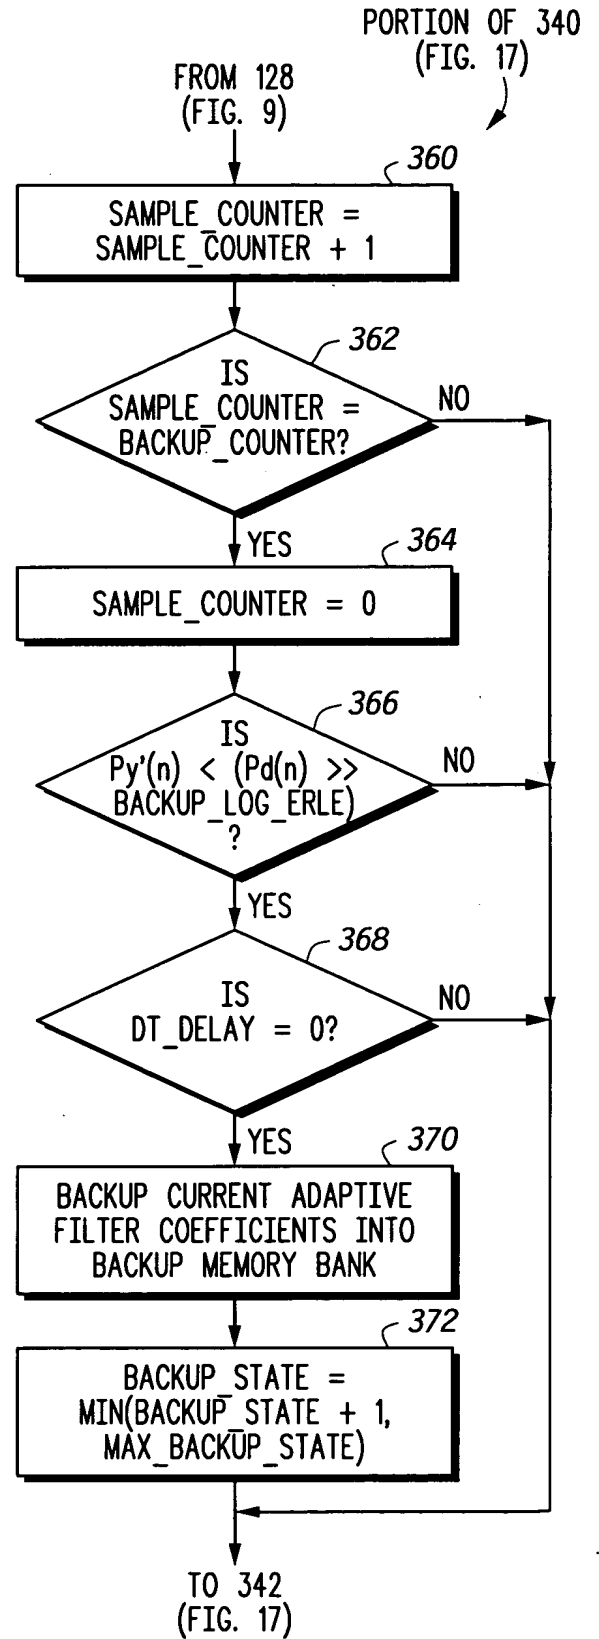 PORTION OF 340
(FIG. 17)
FROM 128
(FIG. 9)
360
SAMPLE_COUNTER =
SAMPLE_COUNTER + 1
362
IS
SAMPLE_COUNTER =
BACKUP_COUNTER?
NO
YES
364
SAMPLE_COUNTER = 0
366
IS
Py'(n) < (Pd(n) >>
BACKUP_LOG_ERLE)
?
NO
YES
368
IS
DT_DELAY = 0?
NO
YES
370
BACKUP CURRENT ADAPTIVE
FILTER COEFFICIENTS INTO
BACKUP MEMORY BANK
372
BACKUP_STATE =
MIN(BACKUP_STATE + 1,
MAX_BACKUP_STATE)
TO 342
(FIG. 17)